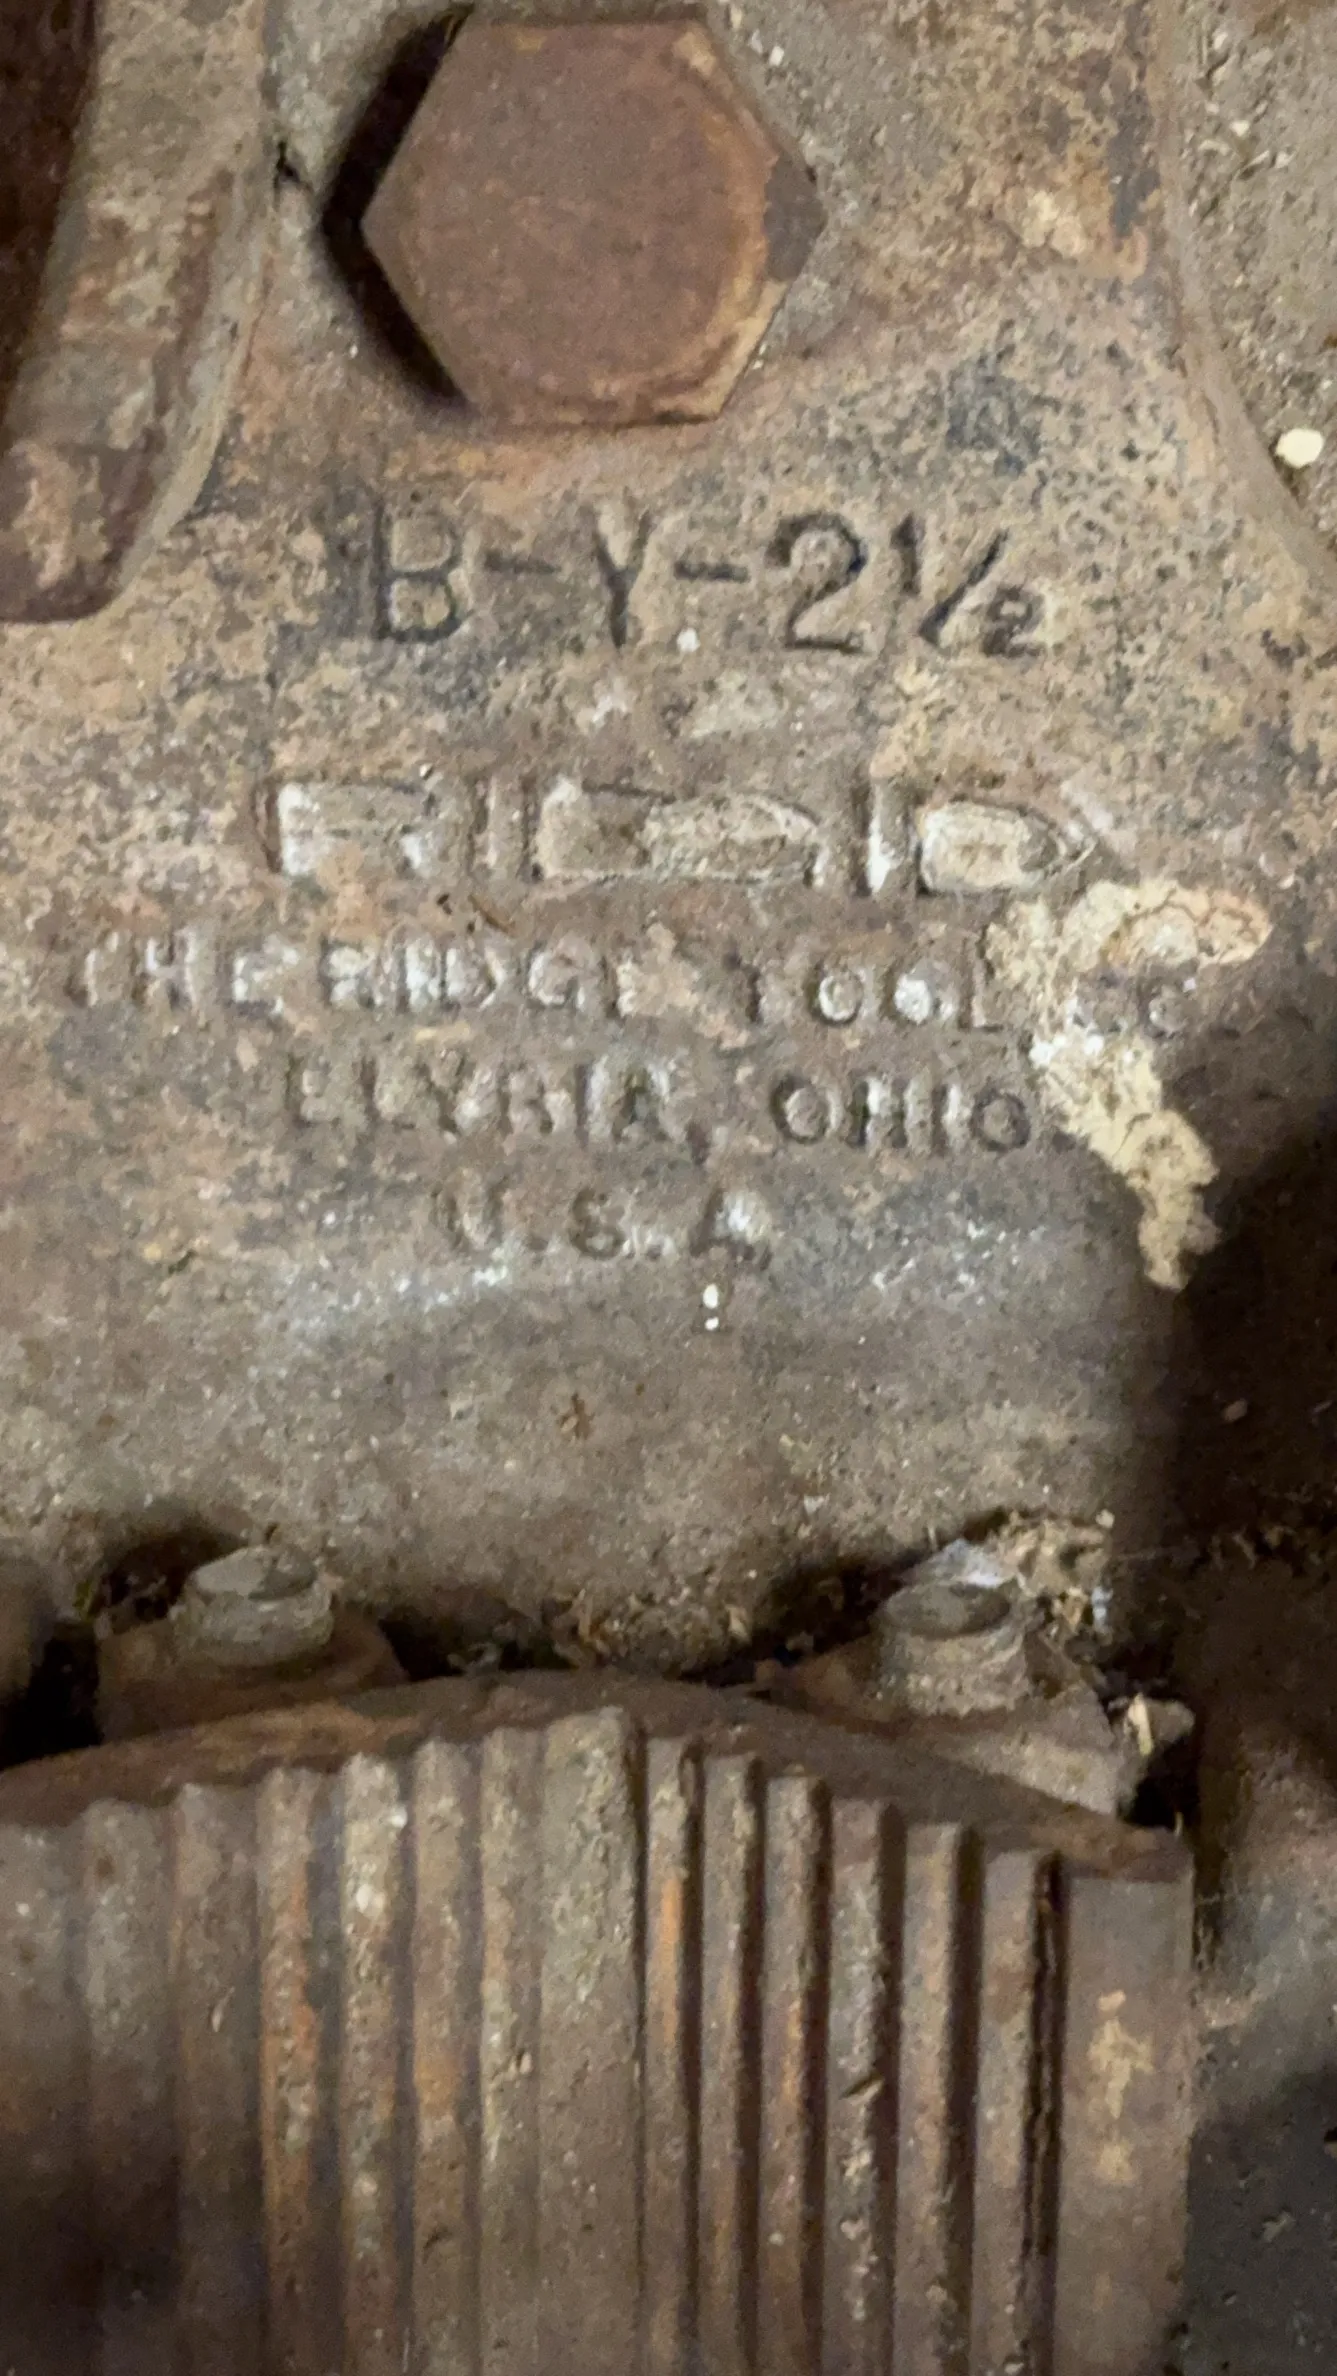 B-Y-2½
RIDGID
THE RIDGE TOOL CO
ELYRIA, OHIO.
U.S.A.